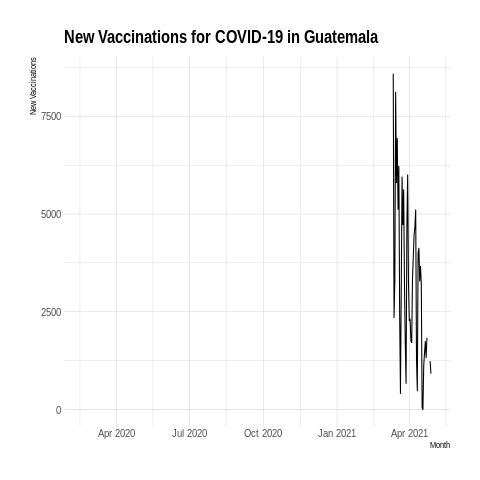 New Vaccinations for COVID-19 in Guatemala
New Vaccinations
7500
5000
2500
0
Apr 2020 Jul 2020 Oct 2020 Jan 2021 Apr 2021
Month